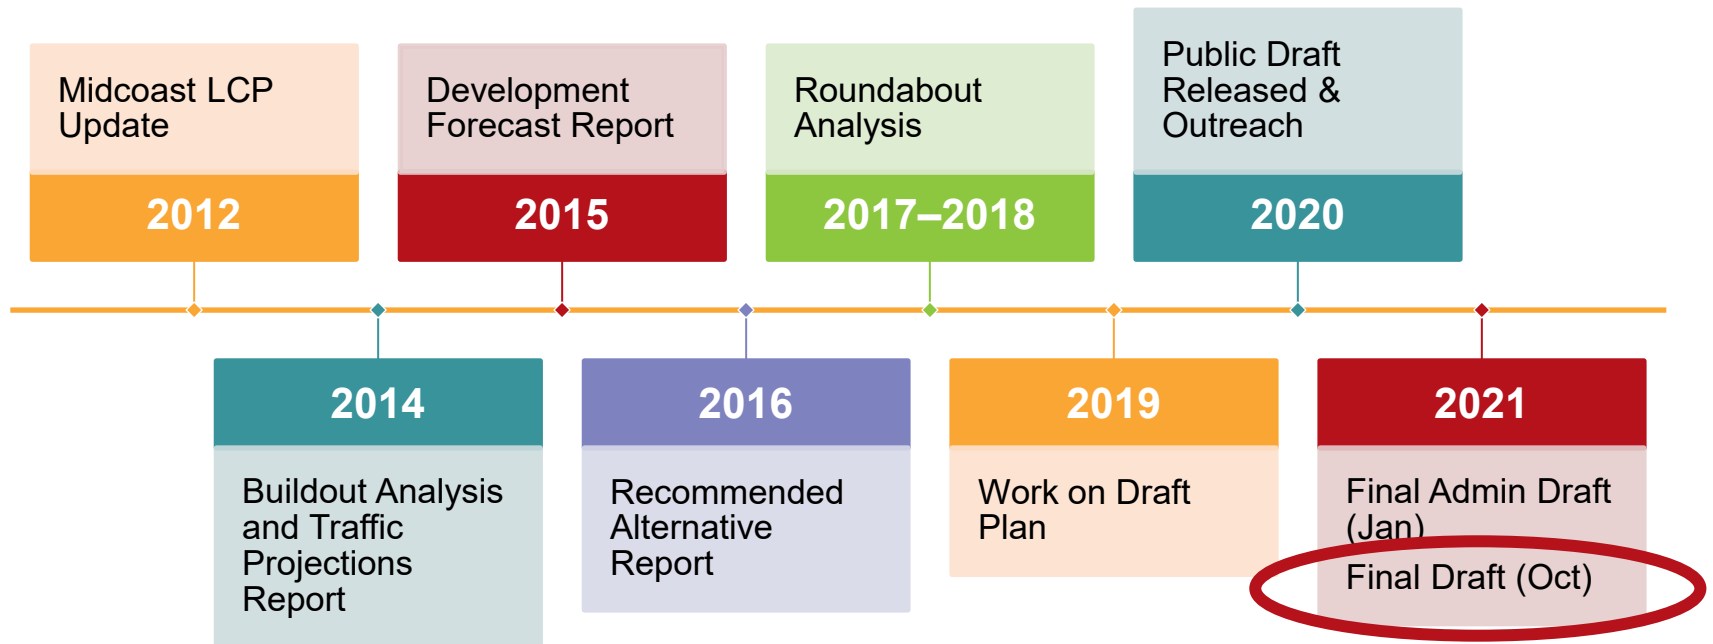 Midcoast LCP
Update
2012
2014
Buildout Analysis
and Traffic
Projections
Report
Development
Forecast Report
2015
2016
Recommended
Alternative
Report
Roundabout
Analysis
2017–2018
2019
Work on Draft
Plan
Public Draft
Released &
Outreach
2020
2021
Final Admin Draft
(Jan)
Final Draft (Oct)